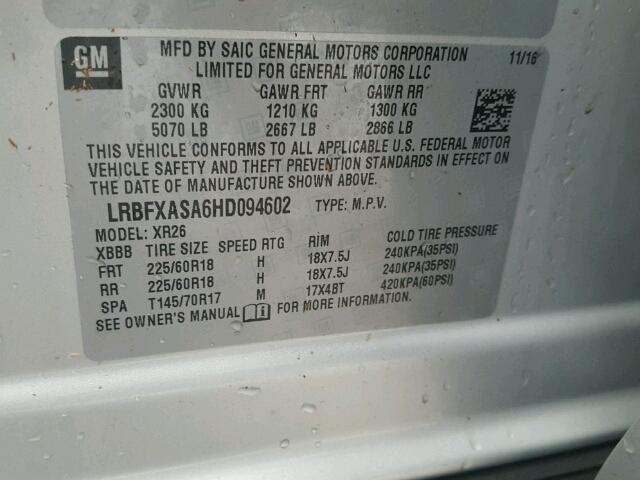 GM
MFD BY SAIC GENERAL MOTORS CORPORATION 11/16
LIMITED FOR GENERAL MOTORS LLC
GVWR GAWR FRT GAWR RR
2300 KG 1210 KG 1300 KG
5070 LB 2667 LB 2866 LB
THIS VEHICLE CONFORMS TO ALL APPLICABLE U.S. FEDERAL MOTOR
VEHICLE SAFETY AND THEFT PREVENTION STANDARDS IN EFFECT ON
THE DATE OF MANUFACTURE SHOWN ABOVE.
LRBFXASA6HD094602 TYPE: M.P.V.
MODEL: XR26
XBBB TIRE SIZE SPEED RTG RIM COLD TIRE PRESSURE
FRT 225/60R18 H 18X7.5J 240KPA(35PSI)
RR 225/60R18 H 18X7.5J 240KPA(35PSI)
SPA T145/70R17 M 17X4BT 420KPA(60PSI)
SEE OWNER'S MANUAL i FOR MORE INFORMATION.